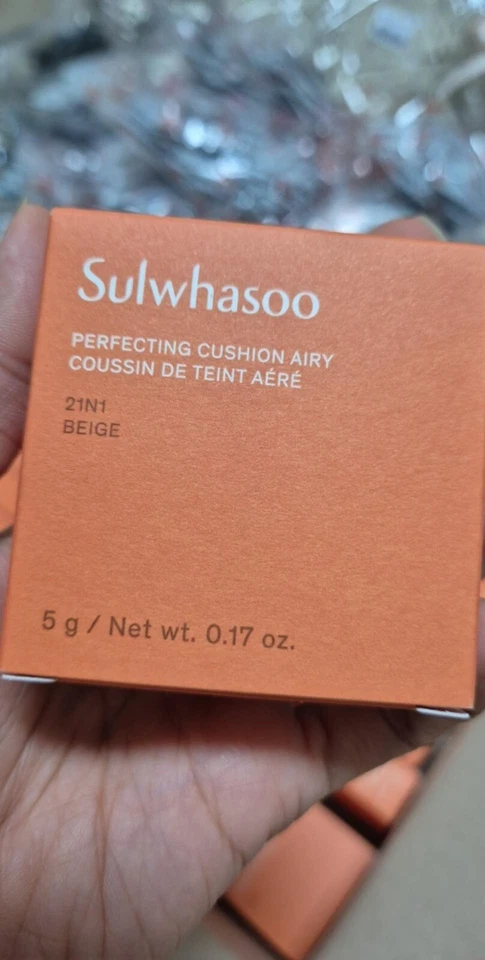 Sulwhasoo
PERFECTING CUSHION AIRY
COUSSIN DE TEINT AÉRÉ
21N1
BEIGE
5 g / Net wt. 0.17 oz.